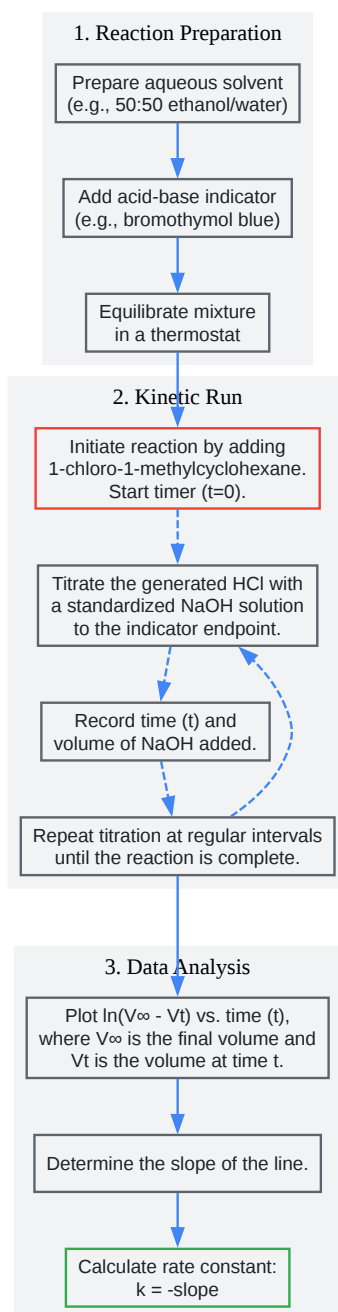 1. Reaction Preparation
Prepare aqueous solvent
(e.g., 50:50 ethanol/water)
Add acid-base indicator
(e.g., bromothymol blue)
Equilibrate mixture
in a thermostat
2. Kinetic Run
Initiate reaction by adding
1-chloro-1-methylcyclohexane.
Start timer (t=0).
Titrate the generated HCl with
a standardized NaOH solution
to the indicator endpoint.
Record time (t) and
volume of NaOH added.
Repeat titration at regular intervals
until the reaction is complete.
3. Data Analysis
Plot ln(V∞ - Vt) vs. time (t),
where V∞ is the final volume and
Vt is the volume at time t.
Determine the slope of the line.
Calculate rate constant:
k = -slope